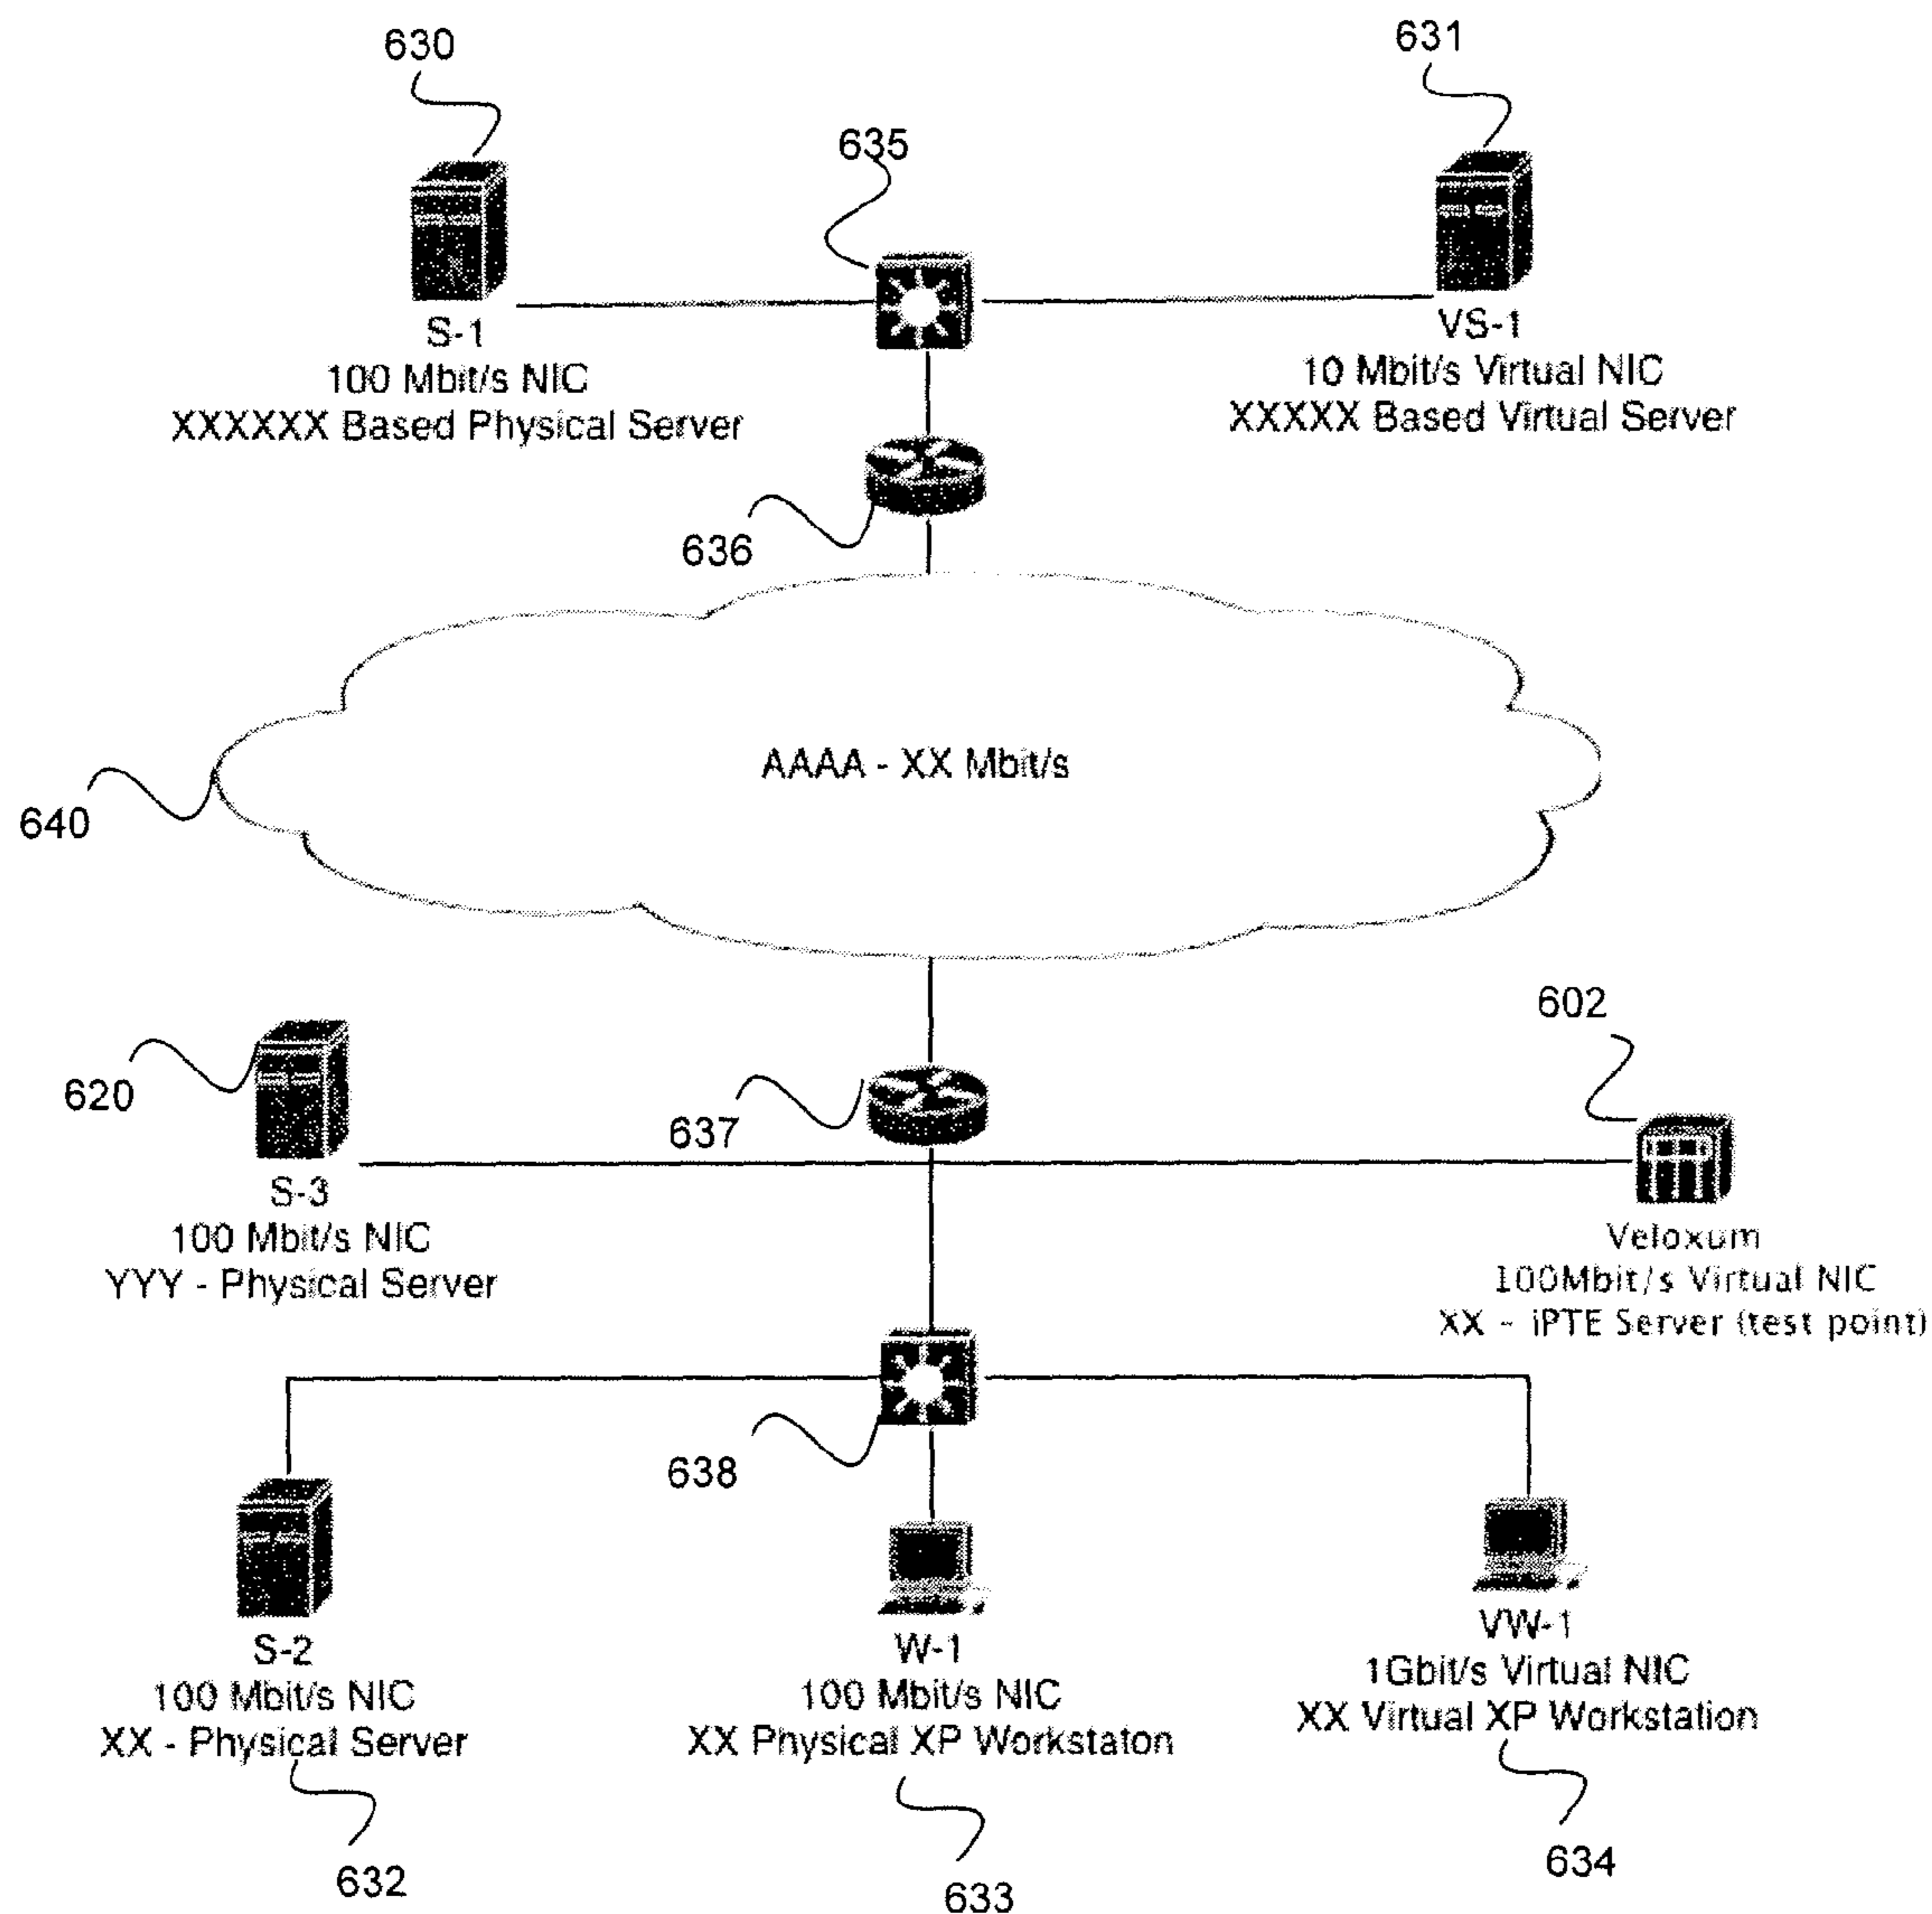 630
631
635
S-1
100 Mbit/s NIC
XXXXXX Based Physical Server
VS-1
10 Mbit/s Virtual NIC
XXXXX Based Virtual Server
636
AAAA - XX Mbit/s
640
602
620
637
S-3
100 Mbit/s NIC
YYY - Physical Server
Veloxum
100Mbit/s Virtual NIC
XX - iPTE Server (test point)
638
S-2
100 Mbit/s NIC
XX - Physical Server
W-1
100 Mbit/s NIC
XX Physical XP Workstaton
VW-1
1Gbit/s Virtual NIC
XX Virtual XP Workstation
632
633
634